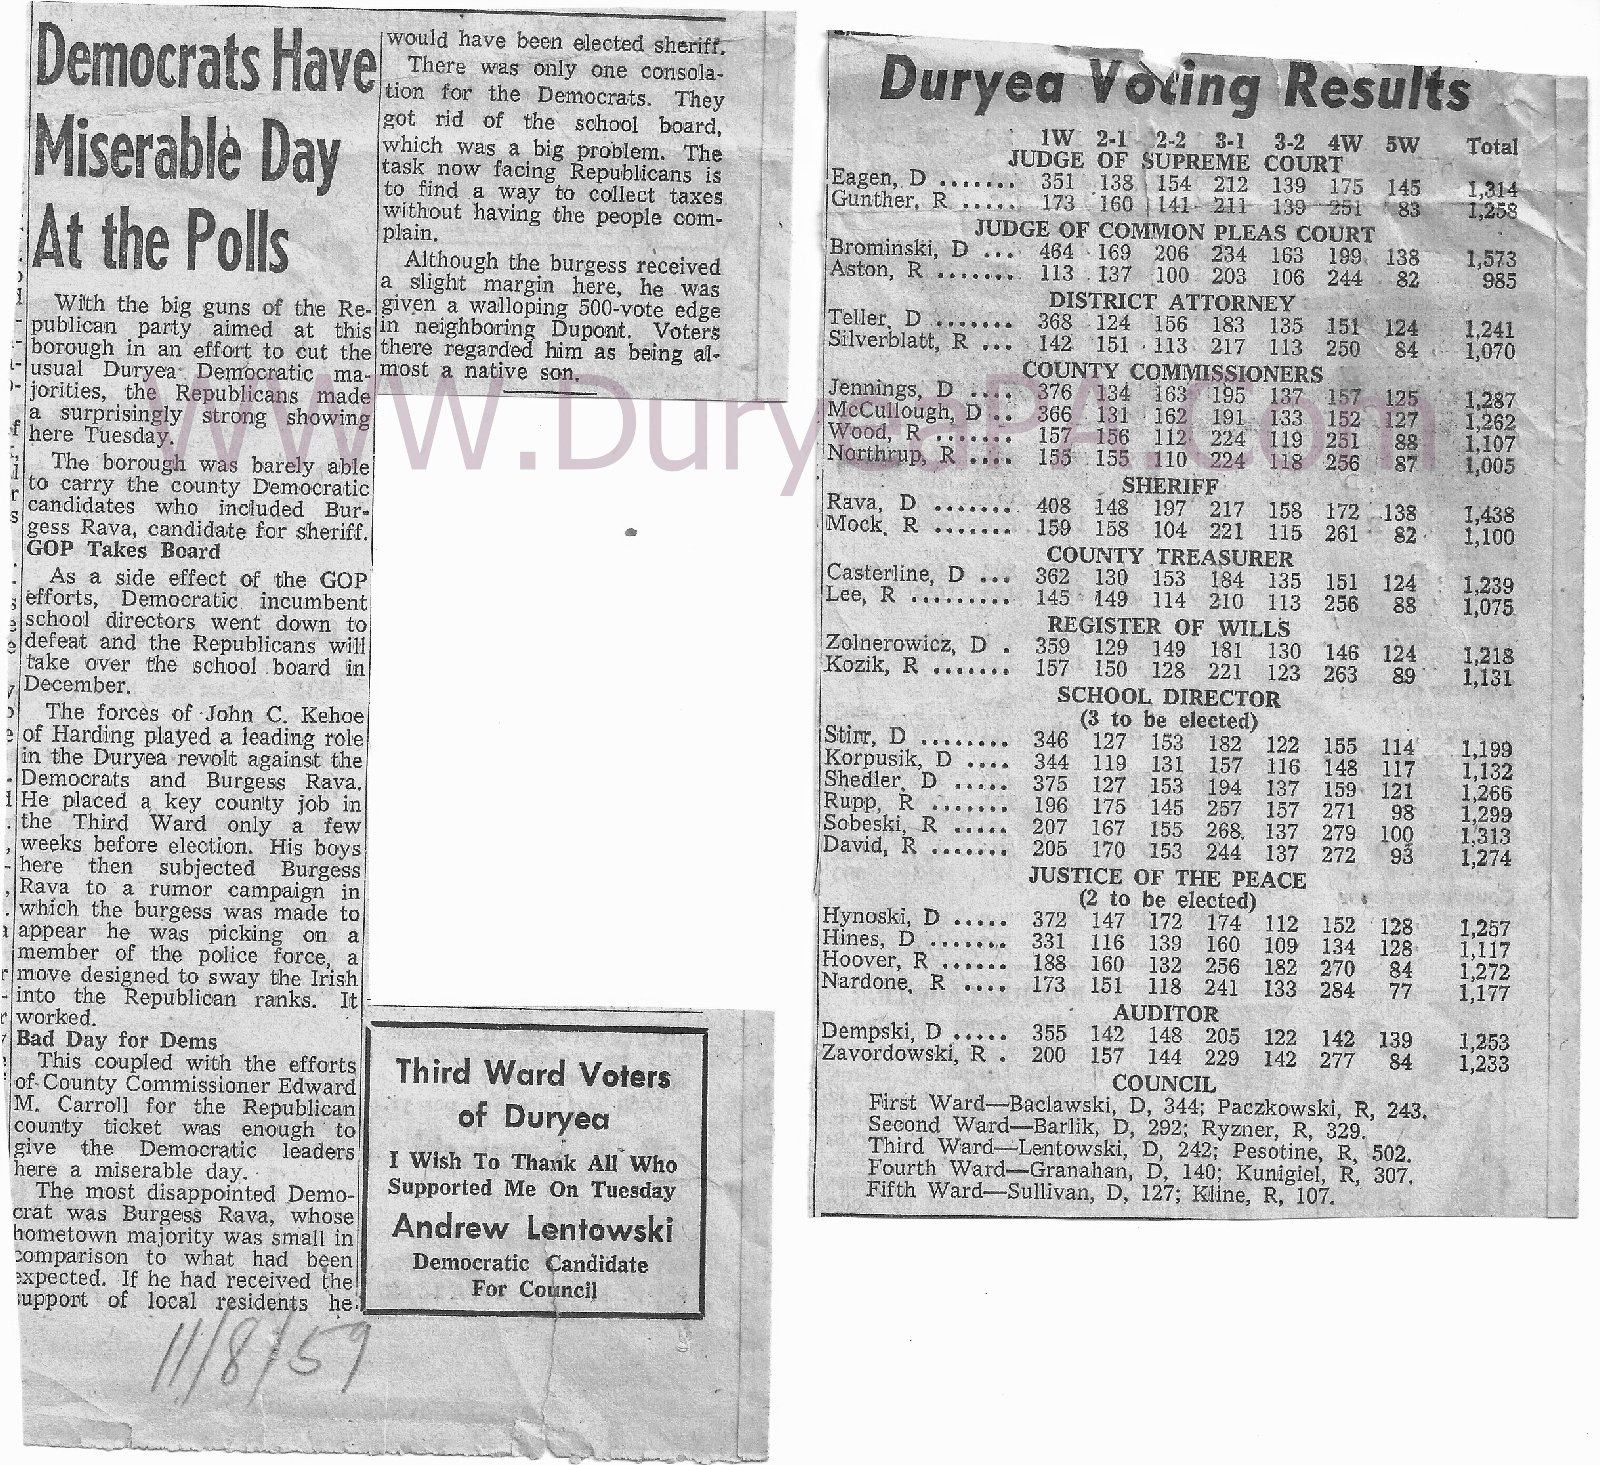 Democrats Have
Miserable Day
At the Polls
With the big guns of the Re-
publican party aimed at this
borough in an effort to cut the
usual Duryea Democratic ma-
jorities, the Republicans made
a surprisingly strong showing
here Tuesday.
The borough was barely able
to carry the county Democratic
candidates who included Bur-
gess Rava, candidate for sheriff.
GOP Takes Board
As a side effect of the GOP
efforts, Democratic incumbent
school directors went down to
defeat and the Republicans will
take over the school board in
December.
The forces of John C. Kehoe
of Harding played a leading role
in the Duryea revolt against the
Democrats and Burgess Rava.
He placed a key county job in
the Third Ward only a few
weeks before election. His boys
here then subjected Burgess
Rava to a rumor campaign in
which the burgess was made to
appear he was picking on a
member of the police force, a
move designed to sway the Irish
into the Republican ranks. It
worked.
Bad Day for Dems
This coupled with the efforts
of County Commissioner Edward
M. Carroll for the Republican
county ticket was enough to
give the Democratic leaders
here a miserable day.
The most disappointed Demo-
crat was Burgess Rava, whose
hometown majority was small in
comparison to what had been
expected. If he had received the
support of local residents he
would have been elected sheriff.
There was only one consola-
tion for the Democrats. They
got rid of the school board,
which was a big problem. The
task now facing Republicans is
to find a way to collect taxes
without having the people com-
plain.
Although the burgess received
a slight margin here, he was
given a walloping 500-vote edge
in neighboring Dupont. Voters
there regarded him as being al-
most a native son.
11/8/59
Third Ward Voters
of Duryea
I Wish To Thank All Who
Supported Me On Tuesday
Andrew Lentowski
Democratic Candidate
For Council
Duryea Voting Results
1W 2-1 2-2 3-1 3-2 4W 5W Total
JUDGE OF SUPREME COURT
Eagen, D ....... 351 138 154 212 139 175 145 1,314
Gunther, R ..... 173 160 141 211 139 251 83 1,258
JUDGE OF COMMON PLEAS COURT
Brominski, D ... 464 169 206 234 163 199 138 1,573
Aston, R ....... 113 137 100 203 106 244 82 985
DISTRICT ATTORNEY
Teller, D ....... 368 124 156 183 135 151 124 1,241
Silverblatt, R ... 142 151 113 217 113 250 84 1,070
COUNTY COMMISSIONERS
Jennings, D .... 376 134 163 195 137 157 125 1,287
McCullough, D .. 366 131 162 191 133 152 127 1,262
Wood, R ....... 157 156 112 224 119 251 88 1,107
Northrup, R .... 155 155 110 224 118 256 87 1,005
SHERIFF
Rava, D ....... 408 148 197 217 158 172 138 1,438
Mock, R ....... 159 158 104 221 115 261 82 1,100
COUNTY TREASURER
Casterline, D ... 362 130 153 184 135 151 124 1,239
Lee, R ......... 145 149 114 210 113 256 88 1,075
REGISTER OF WILLS
Zolnerowicz, D . 359 129 149 181 130 146 124 1,218
Kozik, R ....... 157 150 128 221 123 263 89 1,131
SCHOOL DIRECTOR
(3 to be elected)
Stirr, D ........ 346 127 153 182 122 155 114 1,199
Korpusik, D .... 344 119 131 157 116 148 117 1,132
Shedler, D ..... 375 127 153 194 137 159 121 1,266
Rupp, R ....... 196 175 145 257 157 271 98 1,299
Sobeski, R ..... 207 167 155 268 137 279 100 1,313
David, R ....... 205 170 153 244 137 272 93 1,274
JUSTICE OF THE PEACE
(2 to be elected)
Hynoski, D ..... 372 147 172 174 112 152 128 1,257
Hines, D ....... 331 116 139 160 109 134 128 1,117
Hoover, R ...... 188 160 132 256 182 270 84 1,272
Nardone, R .... 173 151 118 241 133 284 77 1,177
AUDITOR
Dempski, D ..... 355 142 148 205 122 142 139 1,253
Zavordowski, R . 200 157 144 229 142 277 84 1,233
COUNCIL
First Ward—Baclawski, D, 344; Paczkowski, R, 243.
Second Ward—Barlik, D, 292; Ryzner, R, 329.
Third Ward—Lentowski, D, 242; Pesotine, R, 502.
Fourth Ward—Granahan, D, 140; Kunigiel, R, 307.
Fifth Ward—Sullivan, D, 127; Kline, R, 107.
WWW.DuryeaPA.Com